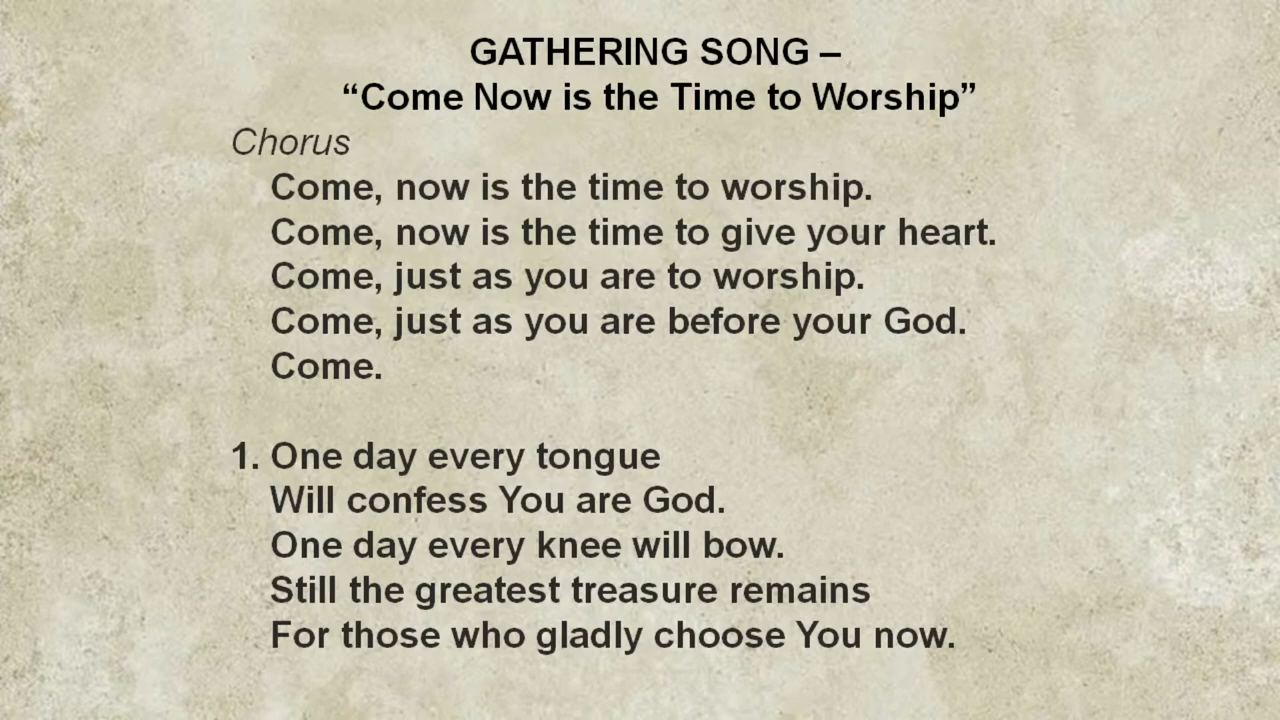 GATHERING SONG –
“Come Now is the Time to Worship”
Chorus
Come, now is the time to worship.
Come, now is the time to give your heart.
Come, just as you are to worship.
Come, just as you are before your God.
Come.
1. One day every tongue
Will confess You are God.
One day every knee will bow.
Still the greatest treasure remains
For those who gladly choose You now.